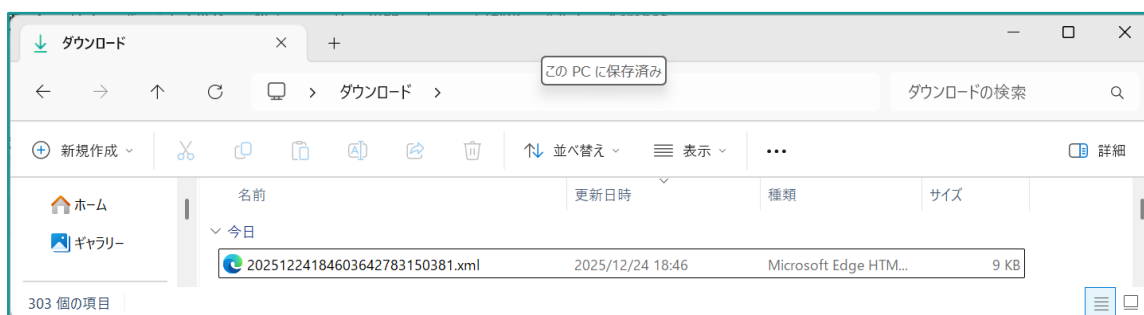 ダウンロード
この PC に保存済み
ダウンロード
ダウンロードの検索
新規作成
並べ替え
表示
詳細
ホーム
ギャラリー
名前 更新日時 種類 サイズ
今日
20251224184603642783150381.xml 2025/12/24 18:46 Microsoft Edge HTM... 9 KB
303 個の項目